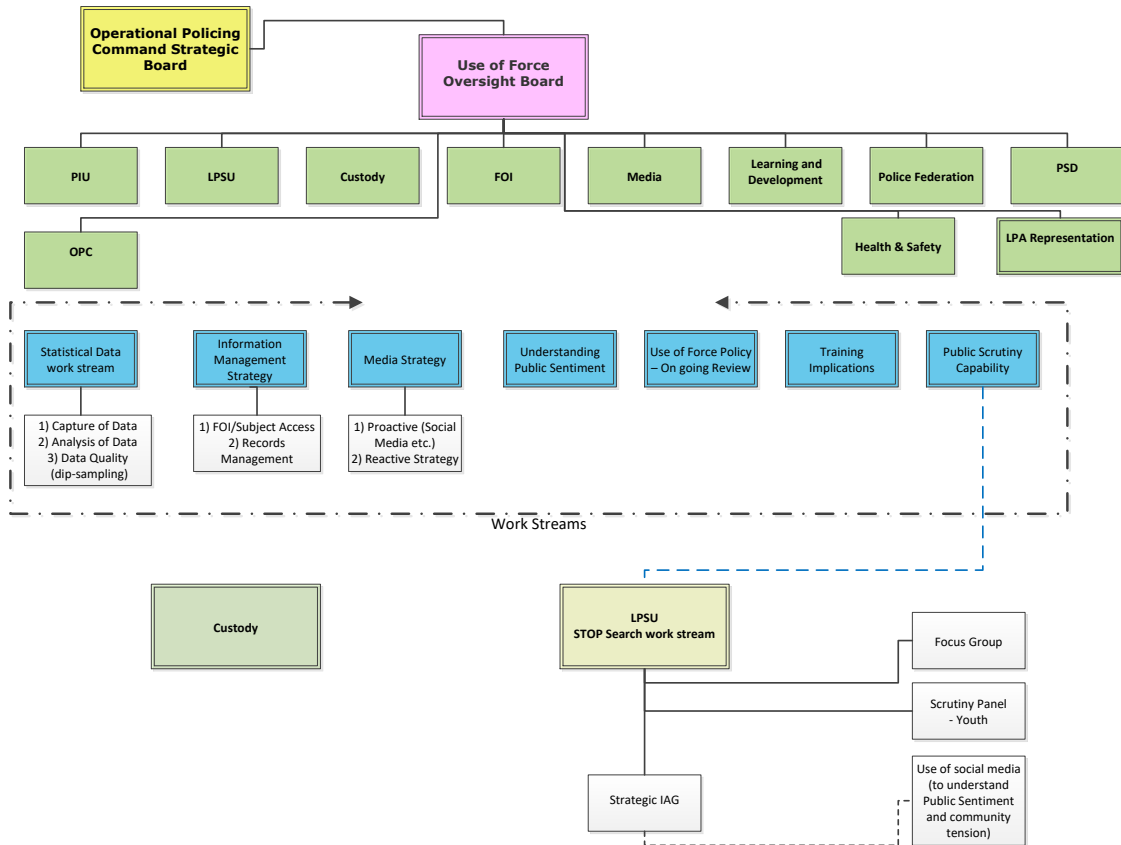 Operational Policing
Command Strategic
Board
Use of Force
Oversight Board
PIU
LPSU
Custody
FOI
Media
Learning and
Development
Police Federation
PSD
OPC
Health & Safety
LPA Representation
Statistical Data
work stream
Information
Management
Strategy
Media Strategy
Understanding
Public Sentiment
Use of Force Policy
– On going Review
Training
Implications
Public Scrutiny
Capability
1) Capture of Data
2) Analysis of Data
3) Data Quality
(dip-sampling)
1) FOI/Subject Access
2) Records
Management
1) Proactive (Social
Media etc.)
2) Reactive Strategy
Work Streams
Custody
LPSU
STOP Search work stream
Focus Group
Scrutiny Panel
- Youth
Strategic IAG
Use of social media
(to understand
Public Sentiment
and community
tension)